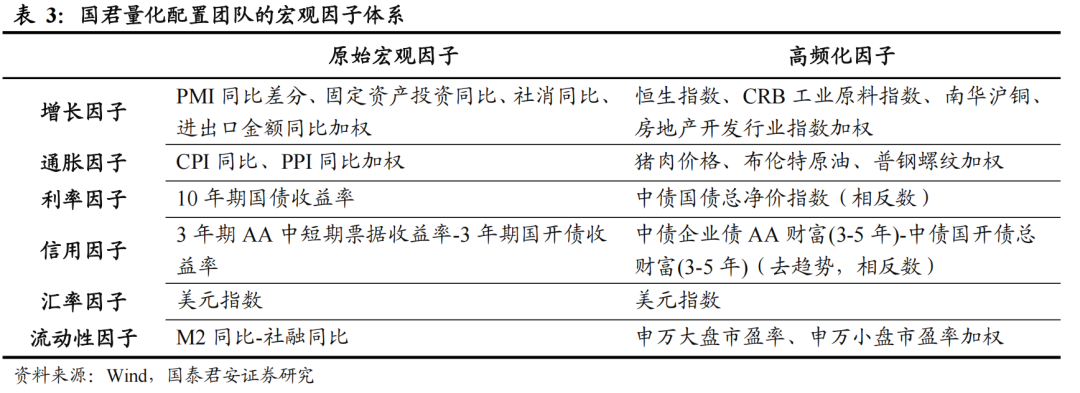 表 3：国君量化配置团队的宏观因子体系
原始宏观因子 高频化因子
增长因子 PMI 同比差分、固定资产投资同比、社消同比、进出口金额同比加权 恒生指数、CRB 工业原料指数、南华沪铜、房地产开发行业指数加权
通胀因子 CPI 同比、PPI 同比加权 猪肉价格、布伦特原油、普钢螺纹加权
利率因子 10 年期国债收益率 中债国债总净价指数（相反数）
信用因子 3 年期 AA 中短期票据收益率-3 年期国开债收益率 中债企业债 AA 财富(3-5 年)-中债国开债总财富(3-5 年)（去趋势，相反数）
汇率因子 美元指数 美元指数
流动性因子 M2 同比-社融同比 申万大盘市盈率、申万小盘市盈率加权
资料来源：Wind，国泰君安证券研究